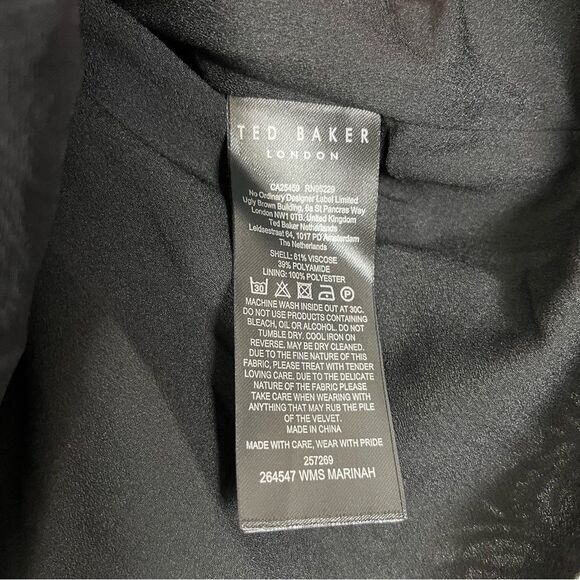 TED BAKER
LONDON
CA25459 RN95229
No Ordinary Designer Label Limited
Ugly Brown Building, 6a St Pancras Way
London NW1 0TB. United Kingdom
Ted Baker Netherlands
Leidsestraat 64, 1017 PD Amsterdam
The Netherlands
SHELL: 61% VISCOSE
39% POLYAMIDE
LINING: 100% POLYESTER
30 P
MACHINE WASH INSIDE OUT AT 30C.
DO NOT USE PRODUCTS CONTAINING
BLEACH, OIL OR ALCOHOL. DO NOT
TUMBLE DRY. COOL IRON ON
REVERSE. MAY BE DRY CLEANED.
DUE TO THE FINE NATURE OF THIS
FABRIC, PLEASE TREAT WITH TENDER
LOVING CARE. DUE TO THE DELICATE
NATURE OF THE FABRIC PLEASE
TAKE CARE WHEN WEARING WITH
ANYTHING THAT MAY RUB THE PILE
OF THE VELVET.
MADE IN CHINA
MADE WITH CARE, WEAR WITH PRIDE
257269
264547 WMS MARINAH